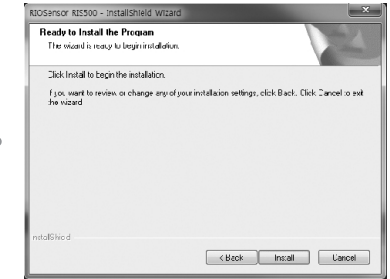 RIOSensor RIS500 - InstallShield Wizard
Ready to Install the Program
The wizard is ready to begin installation.
Click Install to begin the installation.
If you want to review or change any of your installation settings, click Back. Click Cancel to exit
the wizard.
InstallShield
< Back
Install
Cancel